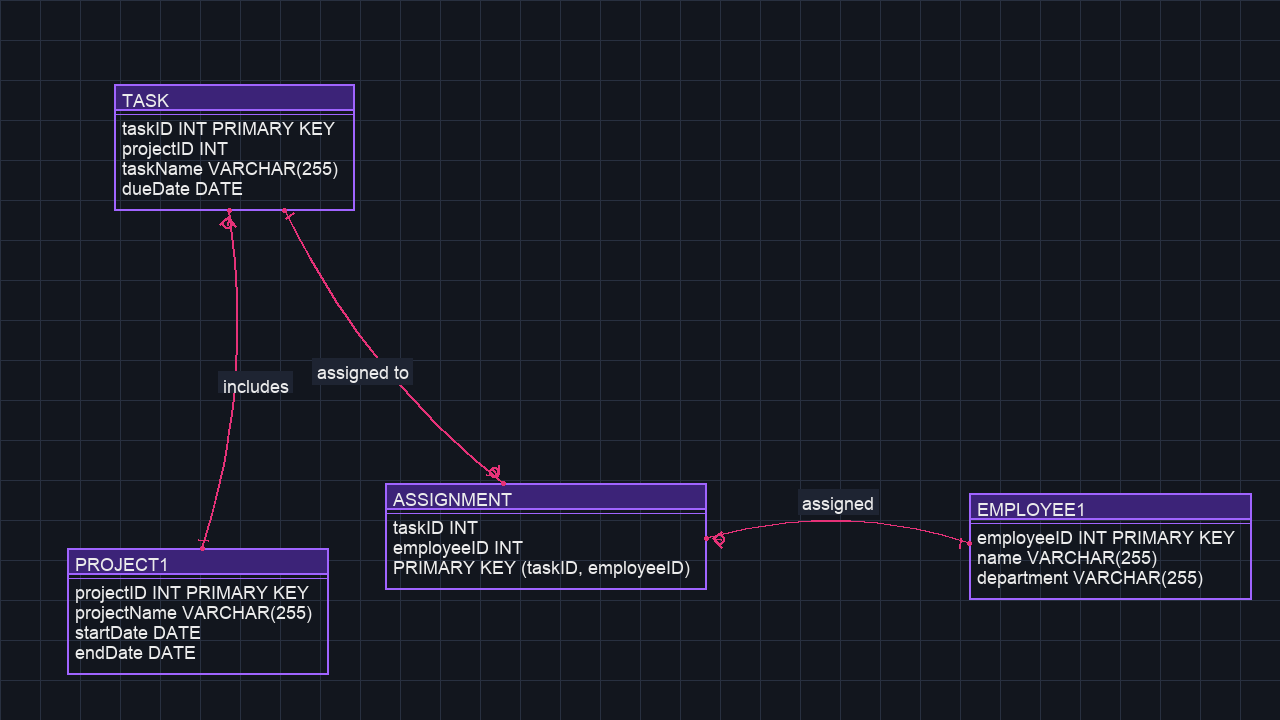 TASK
taskID INT PRIMARY KEY
projectID INT
taskName VARCHAR(255)
dueDate DATE
includes
assigned to
PROJECT1
projectID INT PRIMARY KEY
projectName VARCHAR(255)
startDate DATE
endDate DATE
ASSIGNMENT
taskID INT
employeeID INT
PRIMARY KEY (taskID, employeeID)
assigned
EMPLOYEE1
employeeID INT PRIMARY KEY
name VARCHAR(255)
department VARCHAR(255)